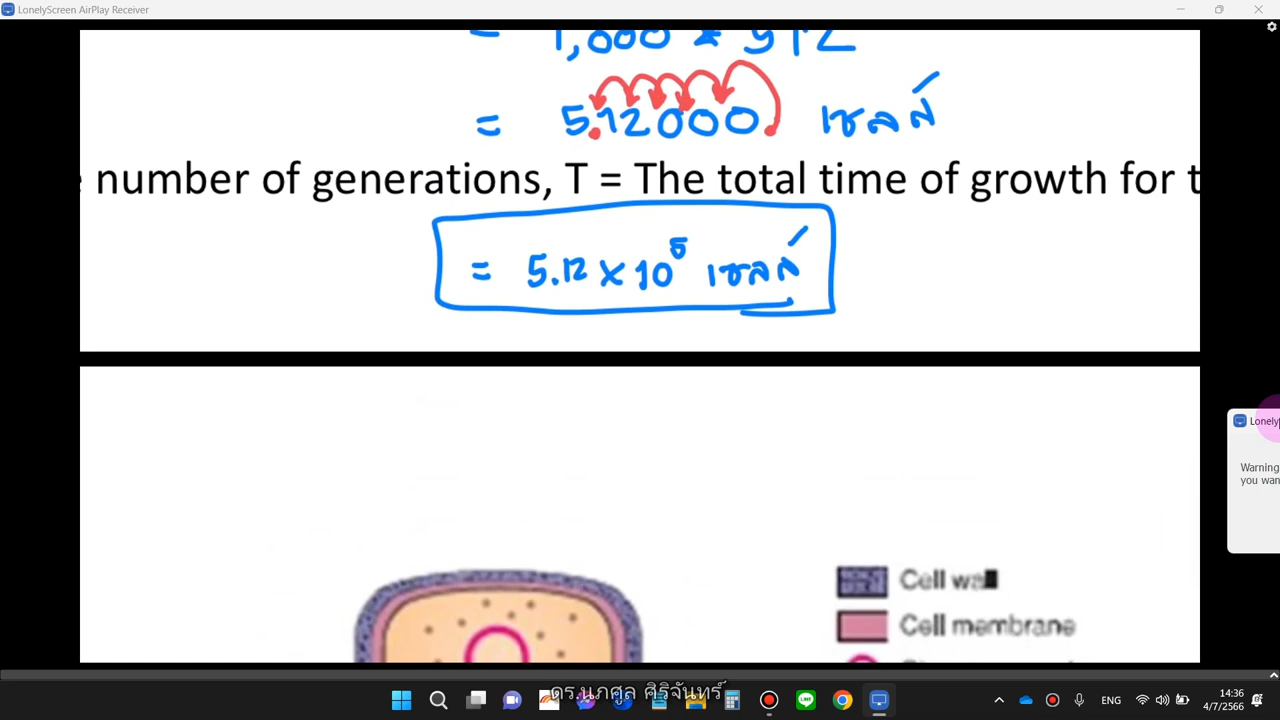 LonelyScreen AirPlay Receiver
= 1,000 * 512
= 5.12000. เซลล์
number of generations, T = The total time of growth for t
= 5.12 × 10⁵ เซลล์
Lonely
Warning
you wan
Cell wall
Cell membrane
ดร.นภศูล ศิริจันทร์
ENG
14:36
4/7/2566